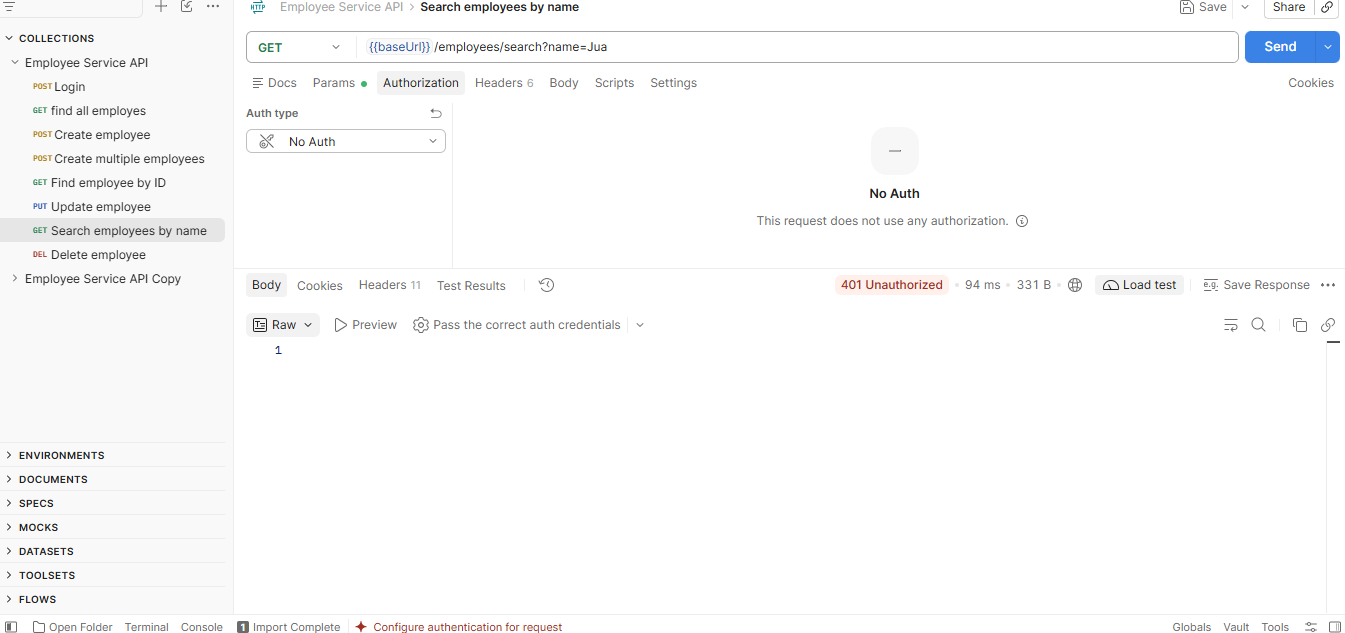 HTTP Employee Service API > Search employees by name Save Share
COLLECTIONS
Employee Service API
POST Login
GET find all employes
POST Create employee
POST Create multiple employees
GET Find employee by ID
PUT Update employee
GET Search employees by name
DEL Delete employee
Employee Service API Copy
ENVIRONMENTS
DOCUMENTS
SPECS
MOCKS
DATASETS
TOOLSETS
FLOWS
GET {{baseUrl}} /employees/search?name=Jua Send
Docs Params Authorization Headers 6 Body Scripts Settings Cookies
Auth type
No Auth
No Auth
This request does not use any authorization.
Body Cookies Headers 11 Test Results 401 Unauthorized • 94 ms • 331 B • Load test e.g. Save Response
Raw Preview Pass the correct auth credentials
1
Open Folder Terminal Console 1 Import Complete Configure authentication for request Globals Vault Tools